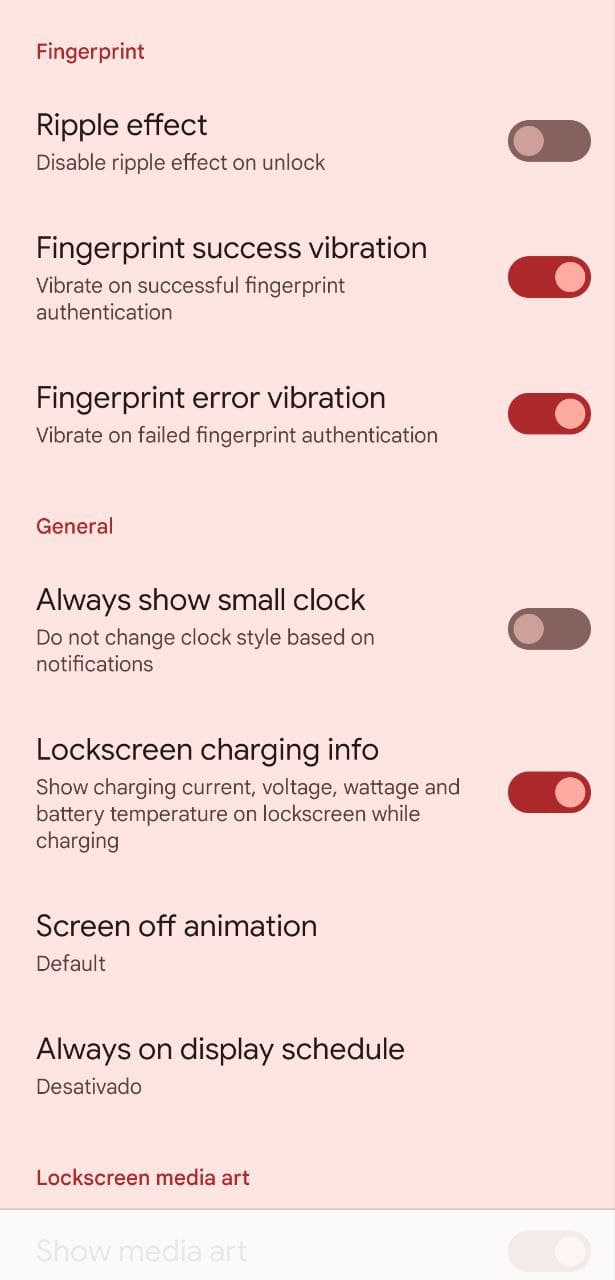 Fingerprint
Ripple effect
Disable ripple effect on unlock
Fingerprint success vibration
Vibrate on successful fingerprint
authentication
Fingerprint error vibration
Vibrate on failed fingerprint authentication
General
Always show small clock
Do not change clock style based on
notifications
Lockscreen charging info
Show charging current, voltage, wattage and
battery temperature on lockscreen while
charging
Screen off animation
Default
Always on display schedule
Desativado
Lockscreen media art
Show media art